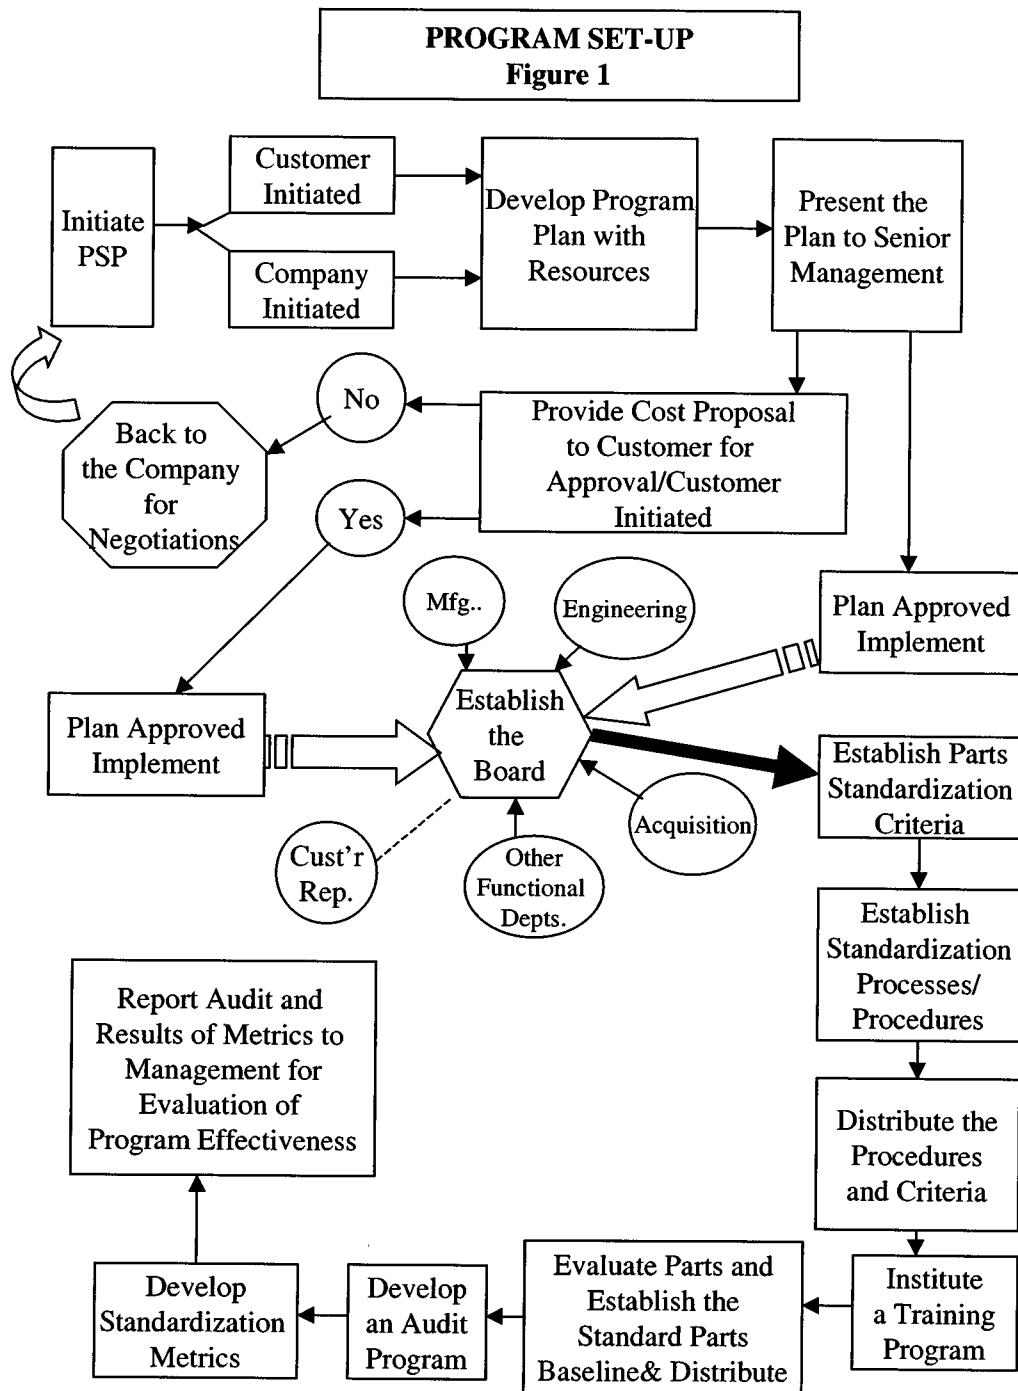 PROGRAM SET-UP
Figure 1
Initiate
PSP
Customer
Initiated
Company
Initiated
Develop Program
Plan with
Resources
Present the
Plan to Senior
Management
No
Back to
the Company
for
Negotiations
Provide Cost Proposal
to Customer for
Approval/Customer
Initiated
Yes
Mfg..
Engineering
Plan Approved
Implement
Plan Approved
Implement
Establish
the
Board
Cust'r
Rep.
Other
Functional
Depts.
Acquisition
Establish Parts
Standardization
Criteria
Establish
Standardization
Processes/
Procedures
Distribute the
Procedures
and Criteria
Institute
a Training
Program
Evaluate Parts and
Establish the
Standard Parts
Baseline& Distribute
Develop
an Audit
Program
Develop
Standardization
Metrics
Report Audit and
Results of Metrics to
Management for
Evaluation of
Program Effectiveness